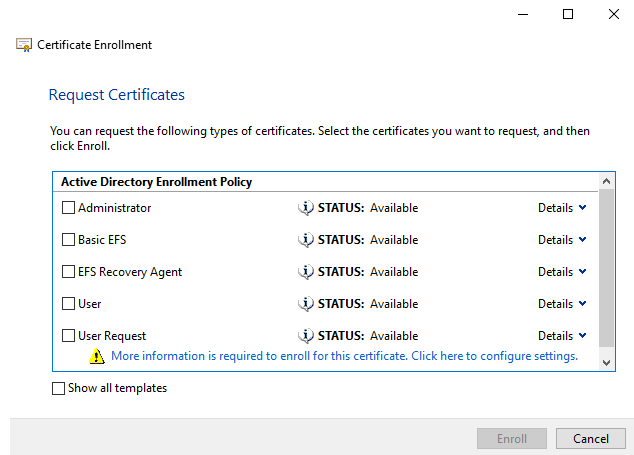 Certificate Enrollment
Request Certificates
You can request the following types of certificates. Select the certificates you want to request, and then
click Enroll.
Active Directory Enrollment Policy
Administrator STATUS: Available Details
Basic EFS STATUS: Available Details
EFS Recovery Agent STATUS: Available Details
User STATUS: Available Details
User Request STATUS: Available Details
More information is required to enroll for this certificate. Click here to configure settings.
Show all templates
Enroll Cancel